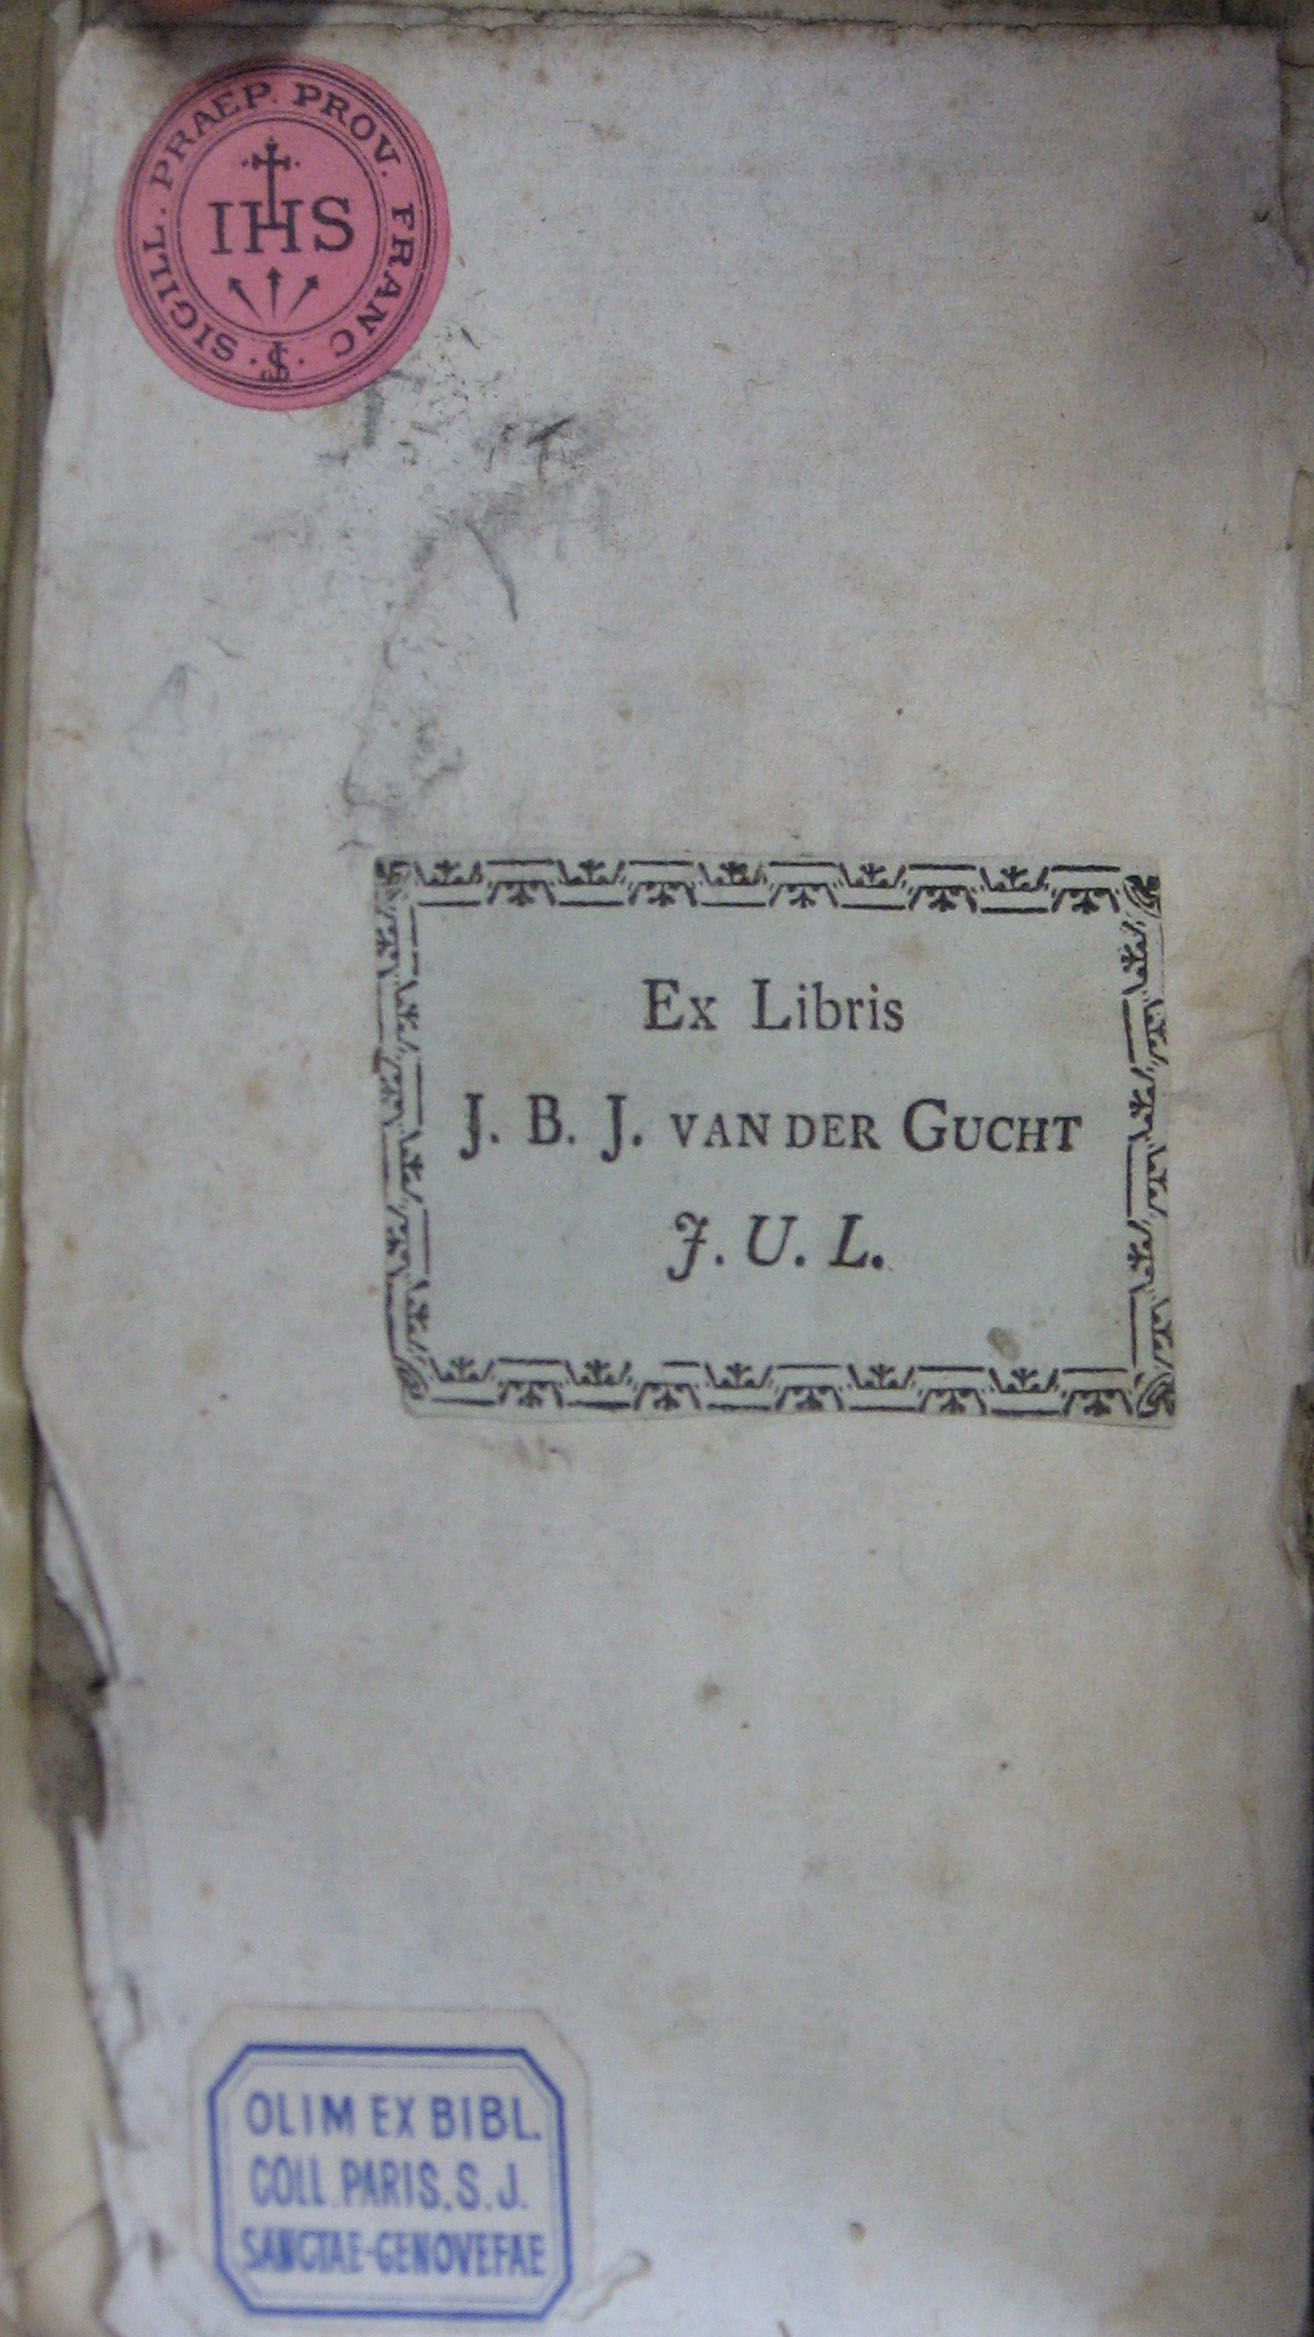 SIGILL. PRAEP. PROV. FRANC.
IHS
Ex Libris
J. B. J. VAN DER GUCHT
J. U. L.
OLIM EX BIBL.
COLL. PARIS. S. J.
SANCTAE-GENOVEFAE